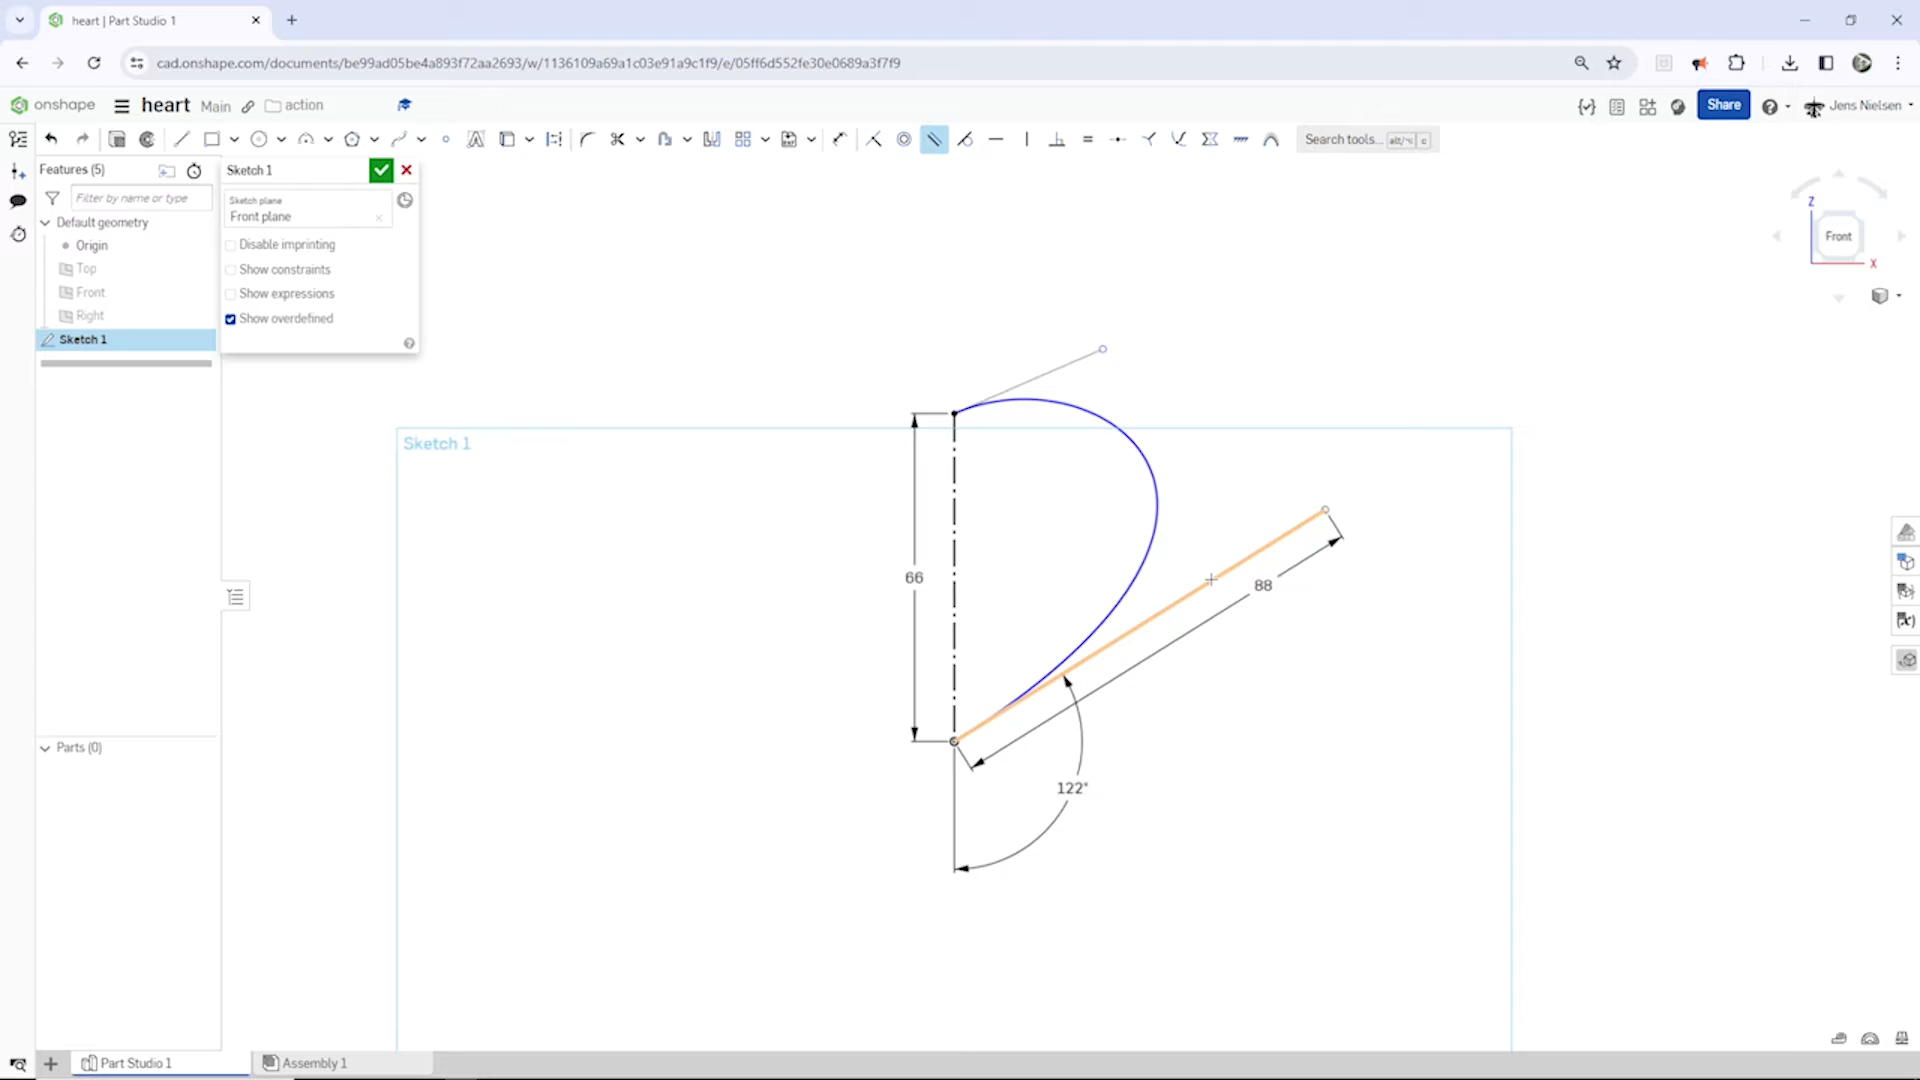 heart | Part Studio 1
cad.onshape.com/documents/be99ad05be4a893f72aa2693/w/1136109a69a1c03e91a9c1f9/e/05ff6d552fe30e0689a3f7f9
onshape
heart Main action
Share
Jens Nielsen
Search tools... alt/⌥ c
Features (5)
Filter by name or type
Default geometry
Origin
Top
Front
Right
Sketch 1
Parts (0)
Sketch 1
Sketch plane
Front plane
Disable imprinting
Show constraints
Show expressions
Show overdefined
Z
Front
X
Sketch 1
66
88
122°
(x)
Part Studio 1
Assembly 1